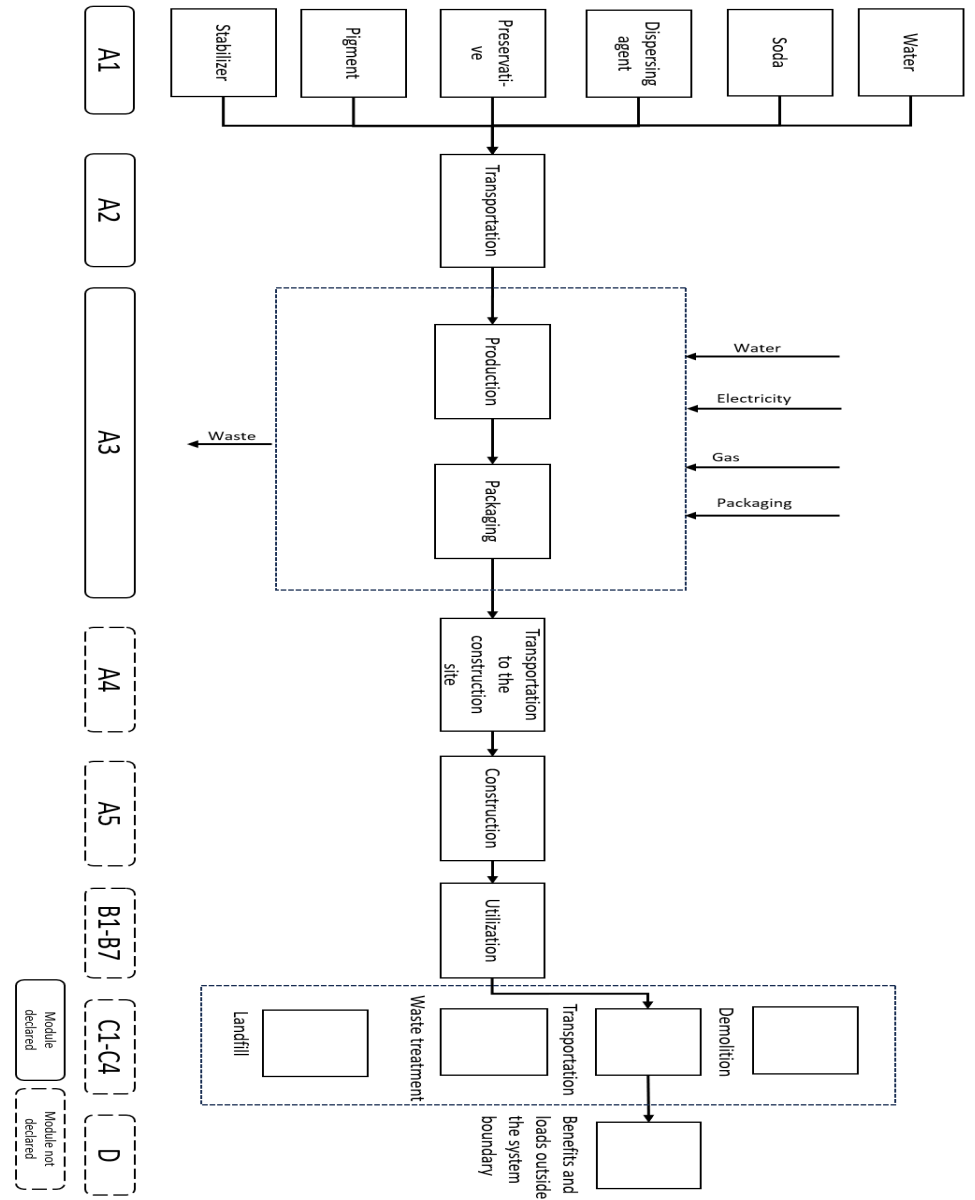 A1
Stabilizer
Pigment
Preservati-
ve
Dispersing
agent
Soda
Water
A2
Transportation
A3
Production
Packaging
Water
Electricity
Gas
Packaging
Waste
A4
Transportation
to the
construction
site
A5
Construction
B1-B7
Utilization
C1-C4
Landfill
Waste treatment
Transportation
Demolition
D
Benefits and
loads outside
the system
boundary
Module
declared
Module not
declared